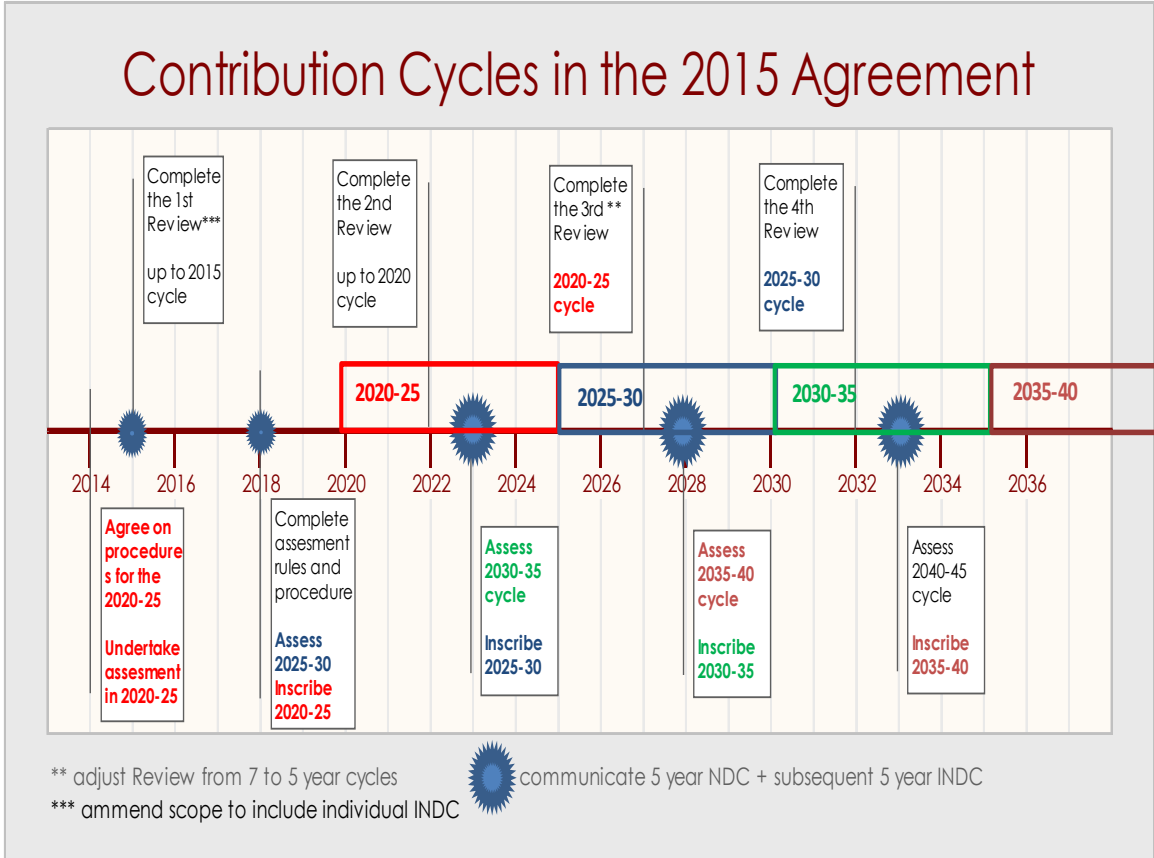 Contribution Cycles in the 2015 Agreement
Complete
the 1st
Review***
up to 2015
cycle
Complete
the 2nd
Review
up to 2020
cycle
Complete
the 3rd **
Review
2020-25
cycle
Complete
the 4th
Review
2025-30
cycle
2020-25
2025-30
2030-35
2035-40
2014
2016
2018
2020
2022
2024
2026
2028
2030
2032
2034
2036
Agree on
procedure
s for the
2020-25
Undertake
assesment
in 2020-25
Complete
assesment
rules and
procedure
Assess
2025-30
Inscribe
2020-25
Assess
2030-35
cycle
Inscribe
2025-30
Assess
2035-40
cycle
Inscribe
2030-35
Assess
2040-45
cycle
Inscribe
2035-40
** adjust Review from 7 to 5 year cycles
communicate 5 year NDC + subsequent 5 year INDC
*** ammend scope to include individual INDC